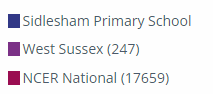 Sidlesham Primary School
West Sussex (247)
NCER National (17659)